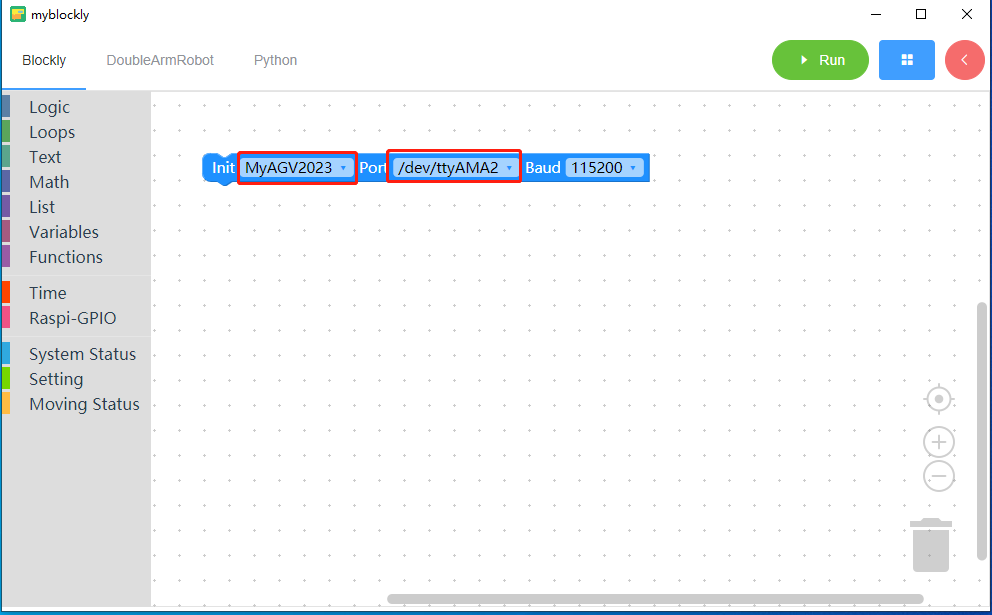 myblockly
Blockly DoubleArmRobot Python Run
Logic
Loops
Text
Math
List
Variables
Functions
Time
Raspi-GPIO
System Status
Setting
Moving Status
Init MyAGV2023 Port /dev/ttyAMA2 Baud 115200